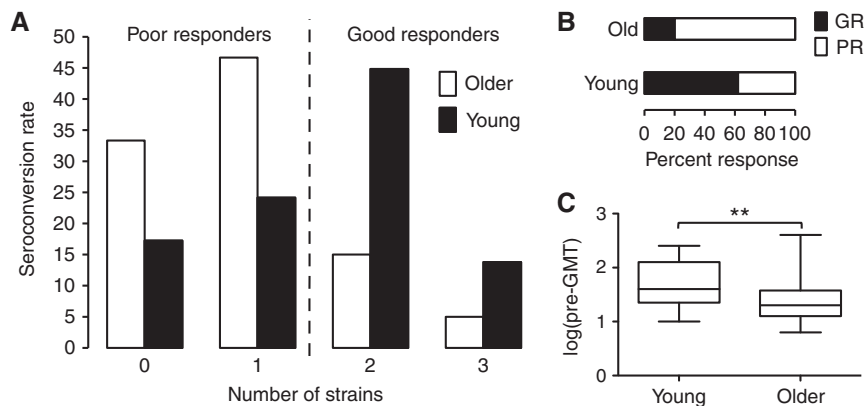 A
Poor responders
Good responders
50
45
40
35
30
25
20
15
10
5
0
Seroconversion rate
Older
Young
0 1 2 3
Number of strains
B
Old
Young
GR
PR
0 20 40 60 80 100
Percent response
C
**
3
2
1
0
log(pre-GMT)
Young Older